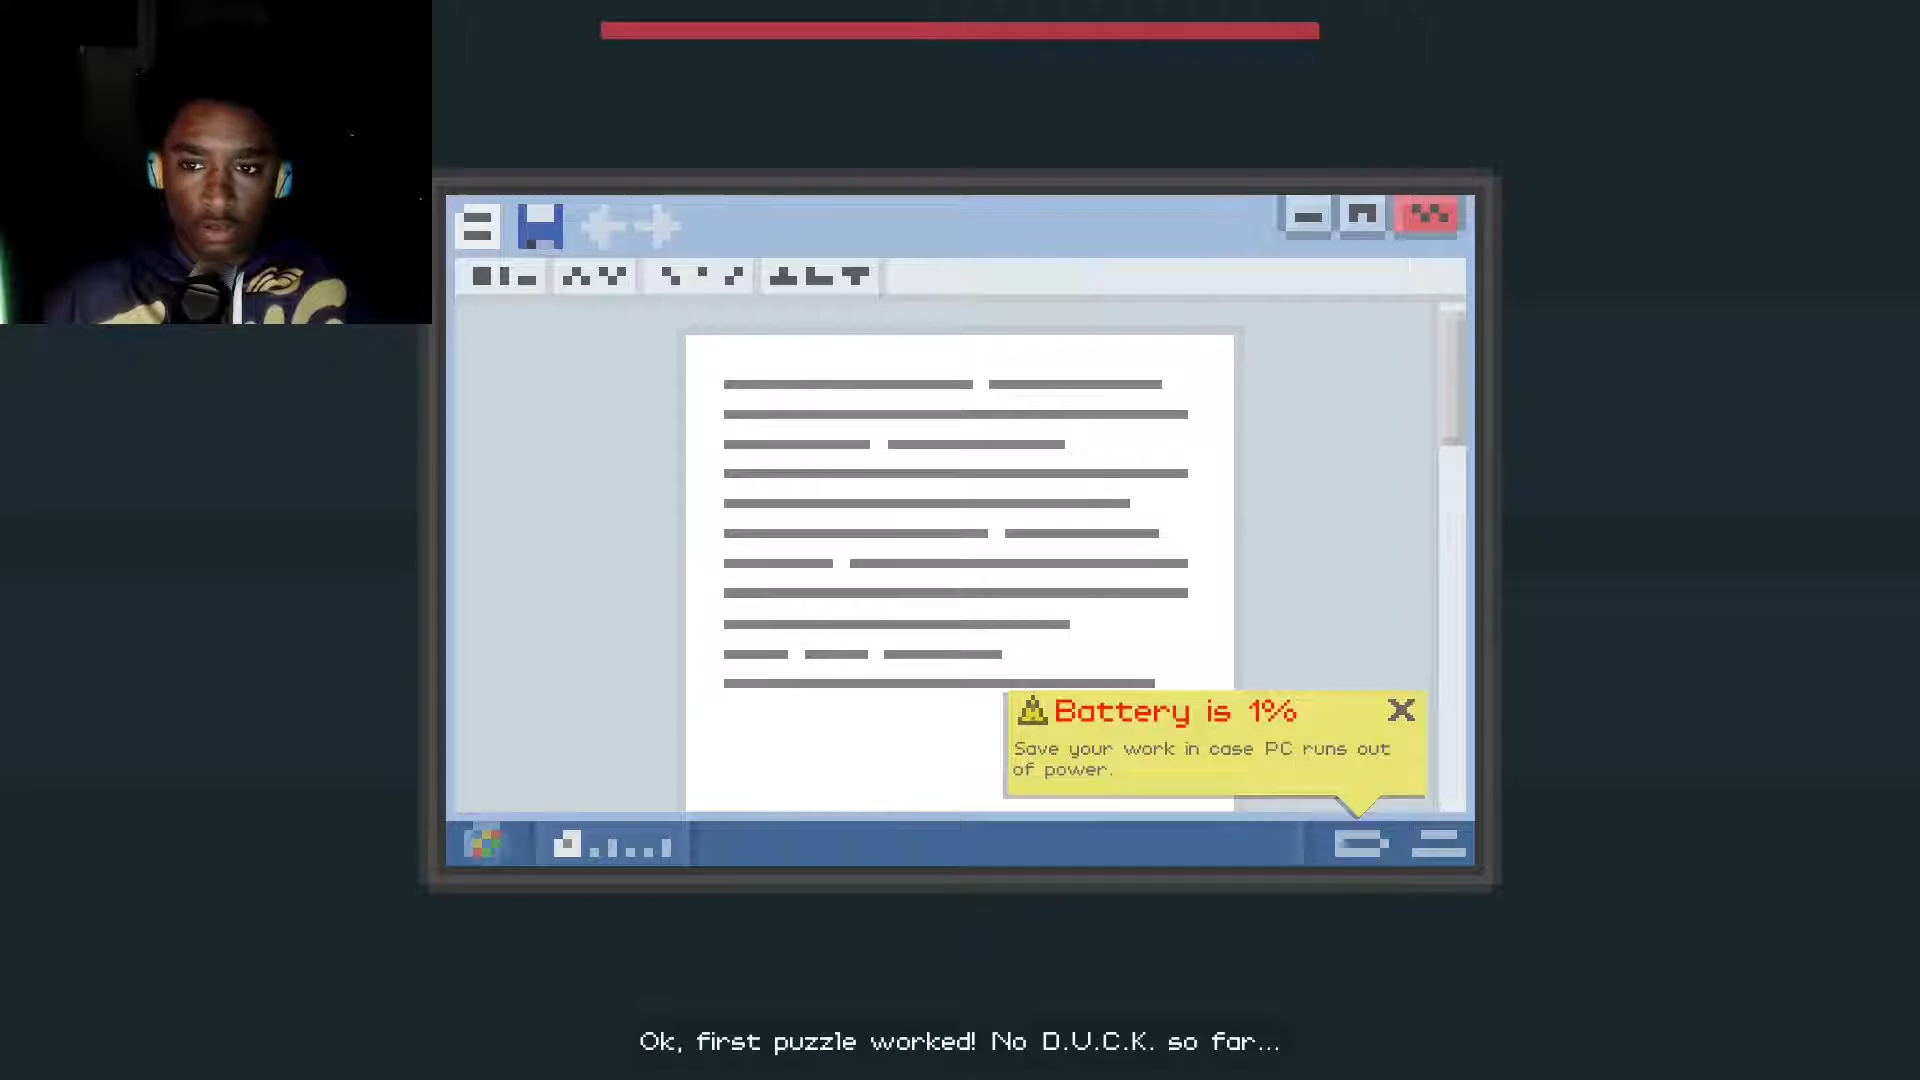 Battery is 1%
Save your work in case PC runs out
of power.
Ok, first puzzle worked! No D.U.C.K. so far...